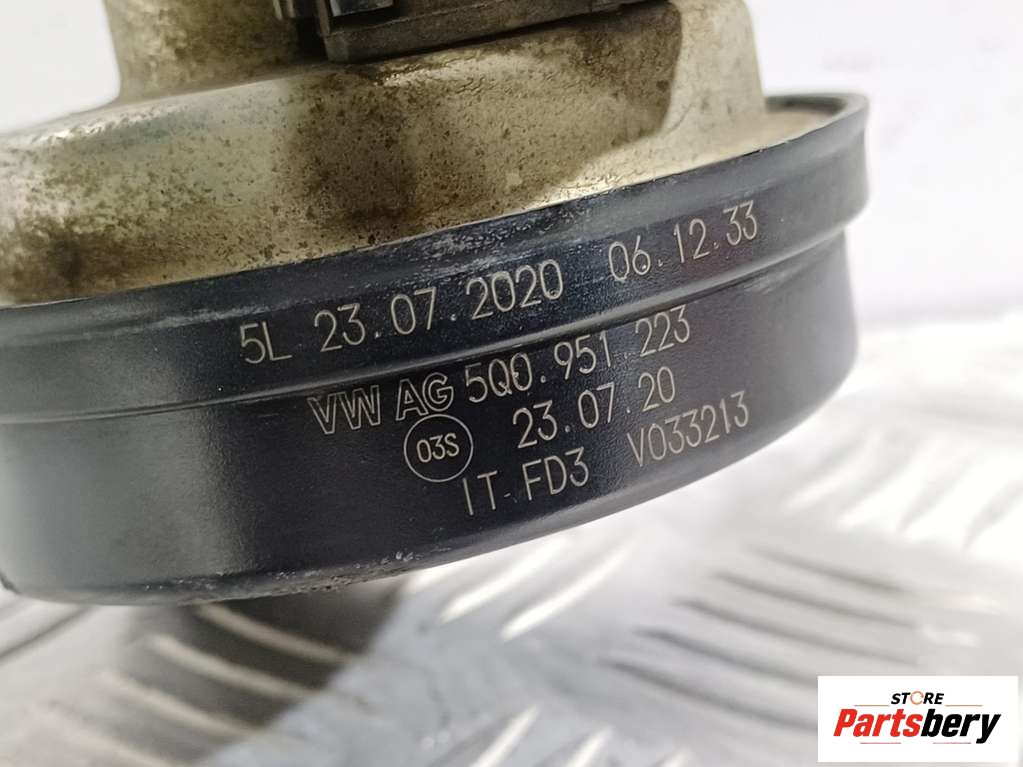 5L 23.07.2020 06.12.33
VW AG 5Q0.951.223
03S 23.07.20
IT-FD3 V033213
STORE
Partsbery